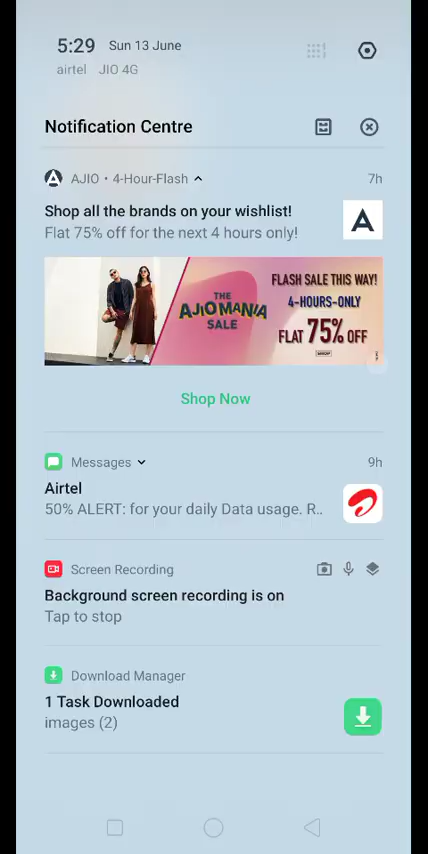 5:29 Sun 13 June
airtel JIO 4G
Notification Centre
AJIO • 4-Hour-Flash 7h
Shop all the brands on your wishlist!
Flat 75% off for the next 4 hours only!
A
THE
AJIOMANIA
SALE
FLASH SALE THIS WAY!
4-HOURS-ONLY
FLAT 75% OFF
Shop Now
Messages 9h
Airtel
50% ALERT: for your daily Data usage. R..
Screen Recording
Background screen recording is on
Tap to stop
Download Manager
1 Task Downloaded
images (2)